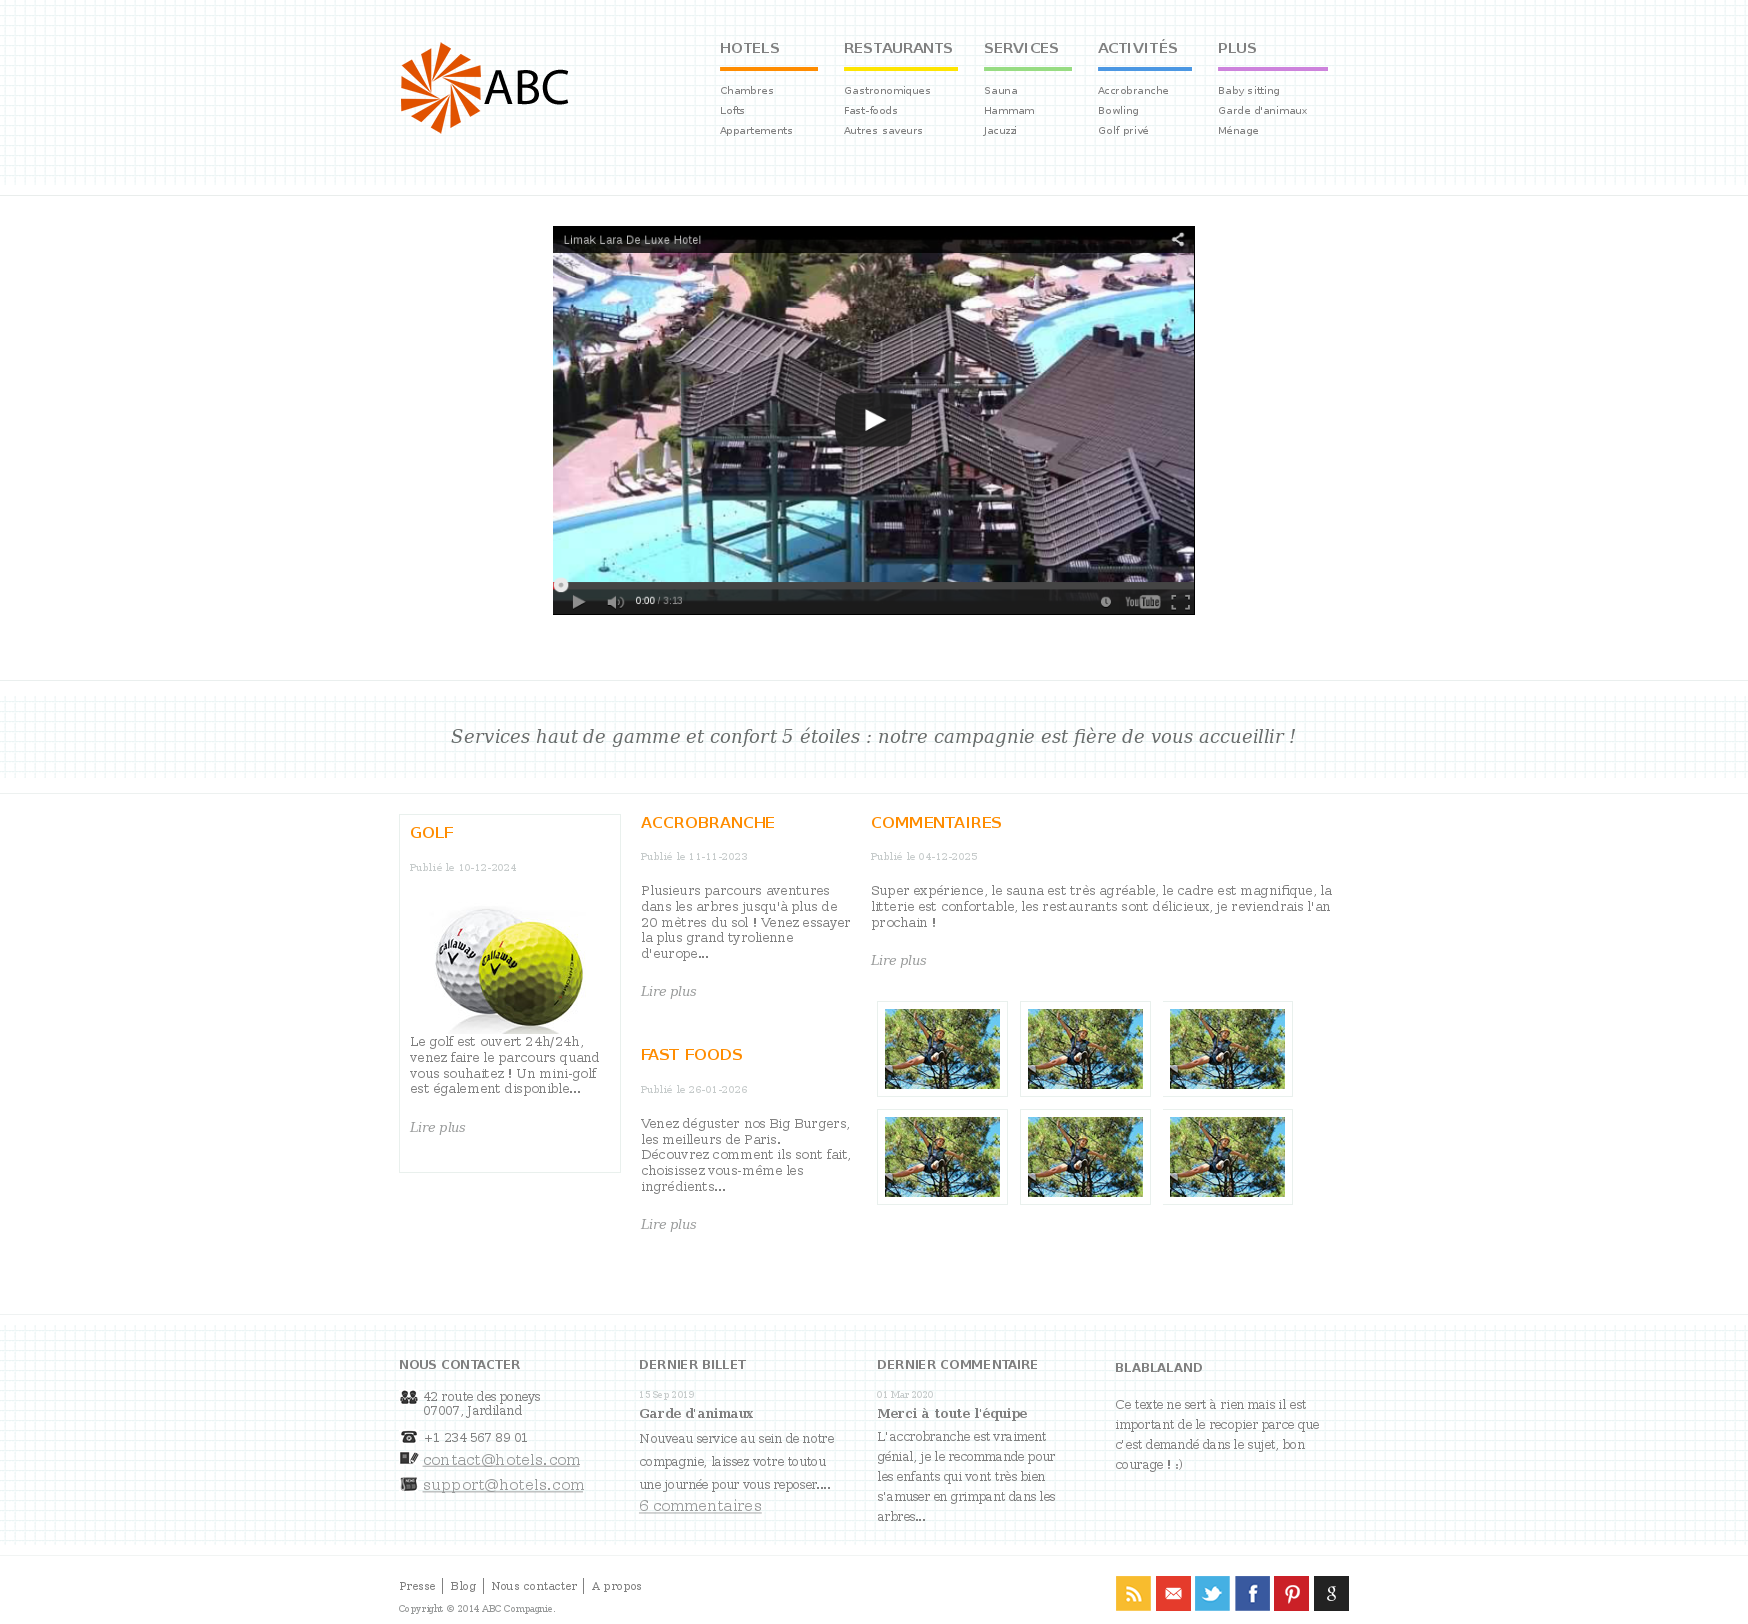 ABC
HOTELS
Chambres
Lofts
Appartements
RESTAURANTS
Gastronomiques
Fast-foods
Autres saveurs
SERVICES
Sauna
Hammam
Jacuzzi
ACTIVITÉS
Accrobranche
Bowling
Golf privé
PLUS
Baby sitting
Garde d'animaux
Ménage
Limak Lara De Luxe Hotel
0:00 / 3:13
YouTube
Services haut de gamme et confort 5 étoiles : notre campagnie est fière de vous accueillir !
GOLF
Publié le 10-12-2024
Callaway
Callaway
Le golf est ouvert 24h/24h,
venez faire le parcours quand
vous souhaitez ! Un mini-golf
est également disponible...
Lire plus
ACCROBRANCHE
Publié le 11-11-2023
Plusieurs parcours aventures
dans les arbres jusqu'à plus de
20 mètres du sol ! Venez essayer
la plus grand tyrolienne
d'europe...
Lire plus
FAST FOODS
Publié le 26-01-2026
Venez déguster nos Big Burgers,
les meilleurs de Paris.
Découvrez comment ils sont fait,
choisissez vous-même les
ingrédients...
Lire plus
COMMENTAIRES
Publié le 04-12-2025
Super expérience, le sauna est très agréable, le cadre est magnifique, la
litterie est confortable, les restaurants sont délicieux, je reviendrais l'an
prochain !
Lire plus
NOUS CONTACTER
42 route des poneys
07007, Jardiland
+1 234 567 89 01
contact@hotels.com
support@hotels.com
DERNIER BILLET
15 Sep 2019
Garde d'animaux
Nouveau service au sein de notre
compagnie, laissez votre toutou
une journée pour vous reposer....
6 commentaires
DERNIER COMMENTAIRE
01 Mar 2020
Merci à toute l'équipe
L'accrobranche est vraiment
génial, je le recommande pour
les enfants qui vont très bien
s'amuser en grimpant dans les
arbres...
BLABLALAND
Ce texte ne sert à rien mais il est
important de le recopier parce que
c'est demandé dans le sujet, bon
courage ! :)
Presse
Blog
Nous contacter
A propos
Copyright © 2014 ABC Compagnie.